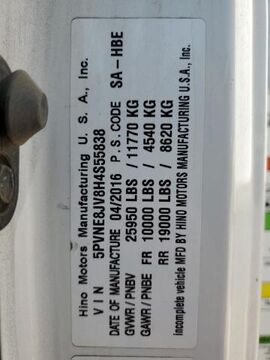 Hino Motors Manufacturing U. S. A., Inc.
VIN 5PVNE8JV8H4S55838
DATE OF MANUFACTURE 04/2016 P.S. CODE SA-HBE
GVWR/PNBV 25950 LBS / 11770 KG
GAWR/PNBE FR 10000 LBS / 4540 KG
RR 19000 LBS / 8620 KG
Incomplete vehicle MFD BY HINO MOTORS MANUFACTURING U.S.A., INC.